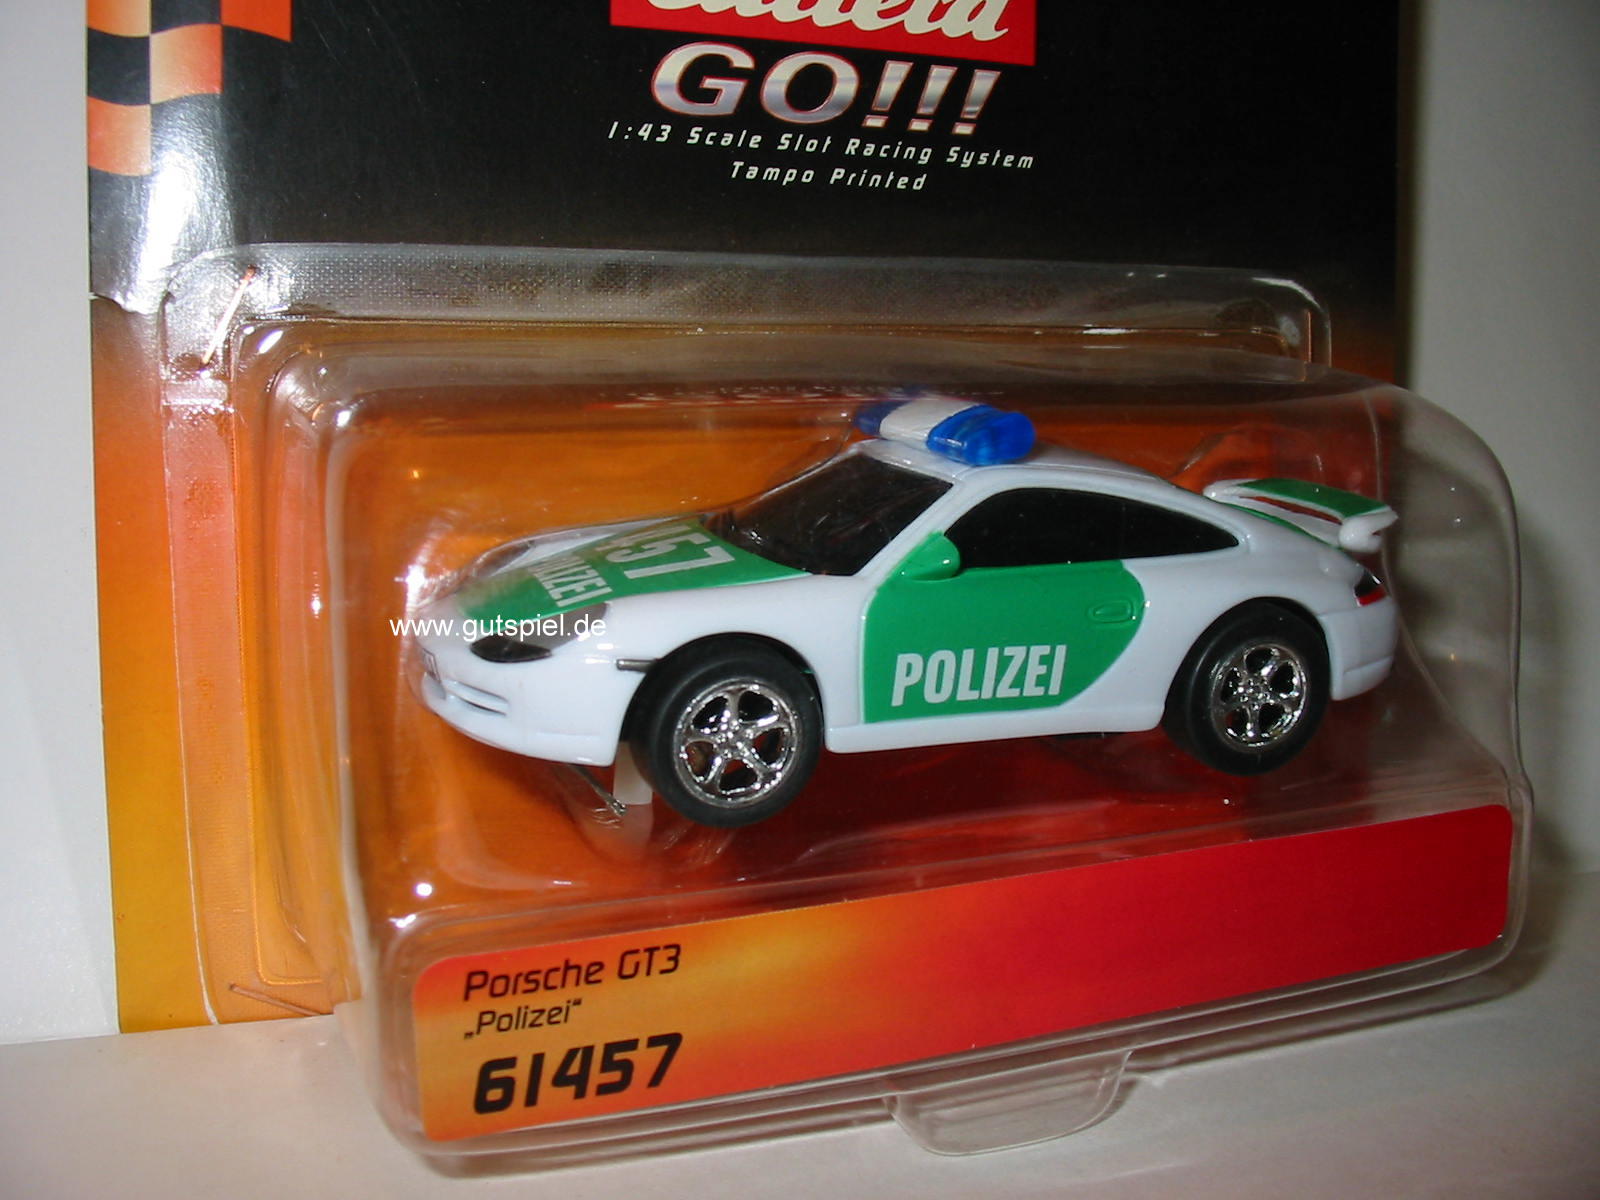 Carrera
GO!!!
1:43 Scale Slot Racing System
Tampo Printed
457
POLIZEI
POLIZEI
www.gutspiel.de
Porsche GT3
„Polizei“
61457